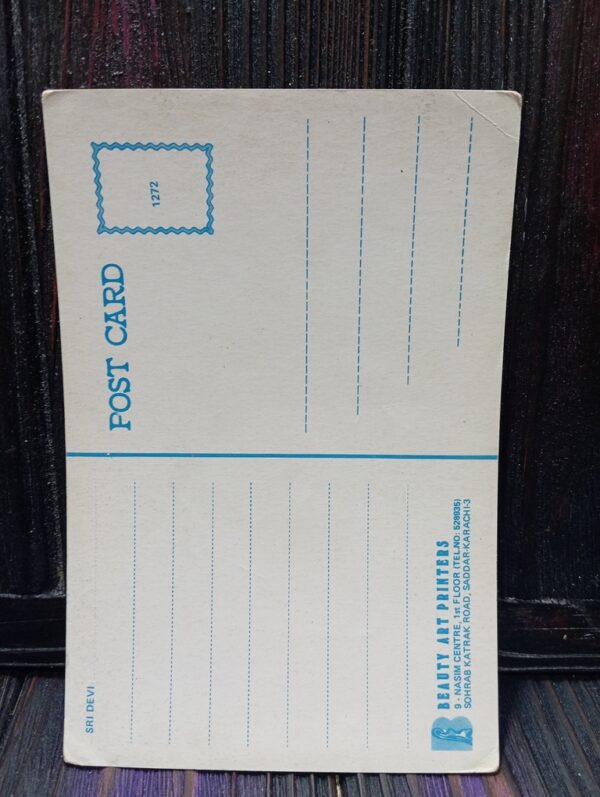 SRI DEVI
BEAUTY ART PRINTERS
9 - NASIM CENTRE, 1st FLOOR (TEL.NO: 528935)
SOHRAB KATRAK ROAD, SADDAR-KARACHI-3
POST CARD
1272